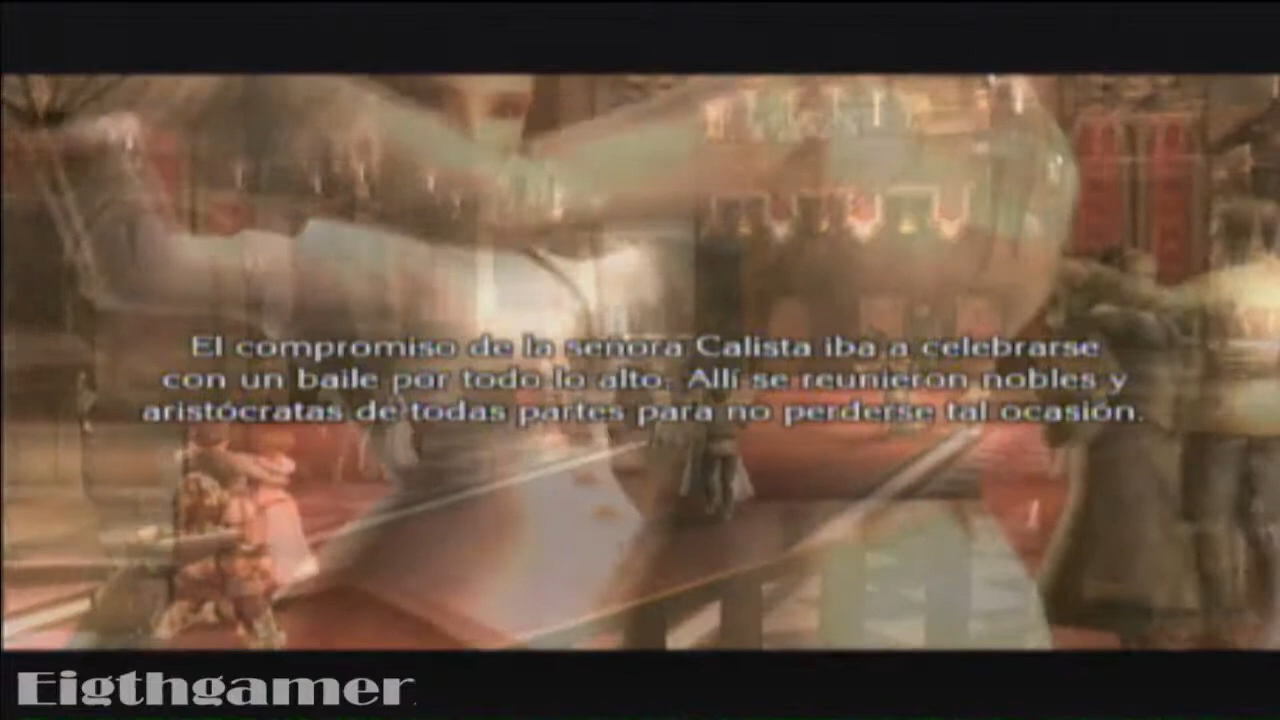 El compromiso de la señora Calista iba a celebrarse
con un baile por todo lo alto. Allí se reunieron nobles y
aristócratas de todas partes para no perderse tal ocasión.
Eigthgamer